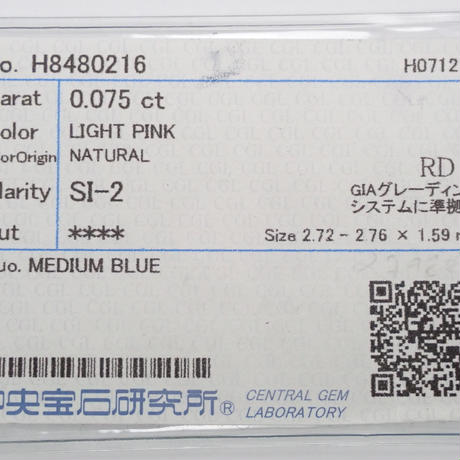 o. H8480216 H0712
arat 0.075 ct
olor LIGHT PINK
orOrigin NATURAL
larity SI-2 RD
GIAグレーディン
システムに準拠
ut **** Size 2.72 - 2.76 × 1.59 m
uo. MEDIUM BLUE
中央宝石研究所® CENTRAL GEM
LABORATORY